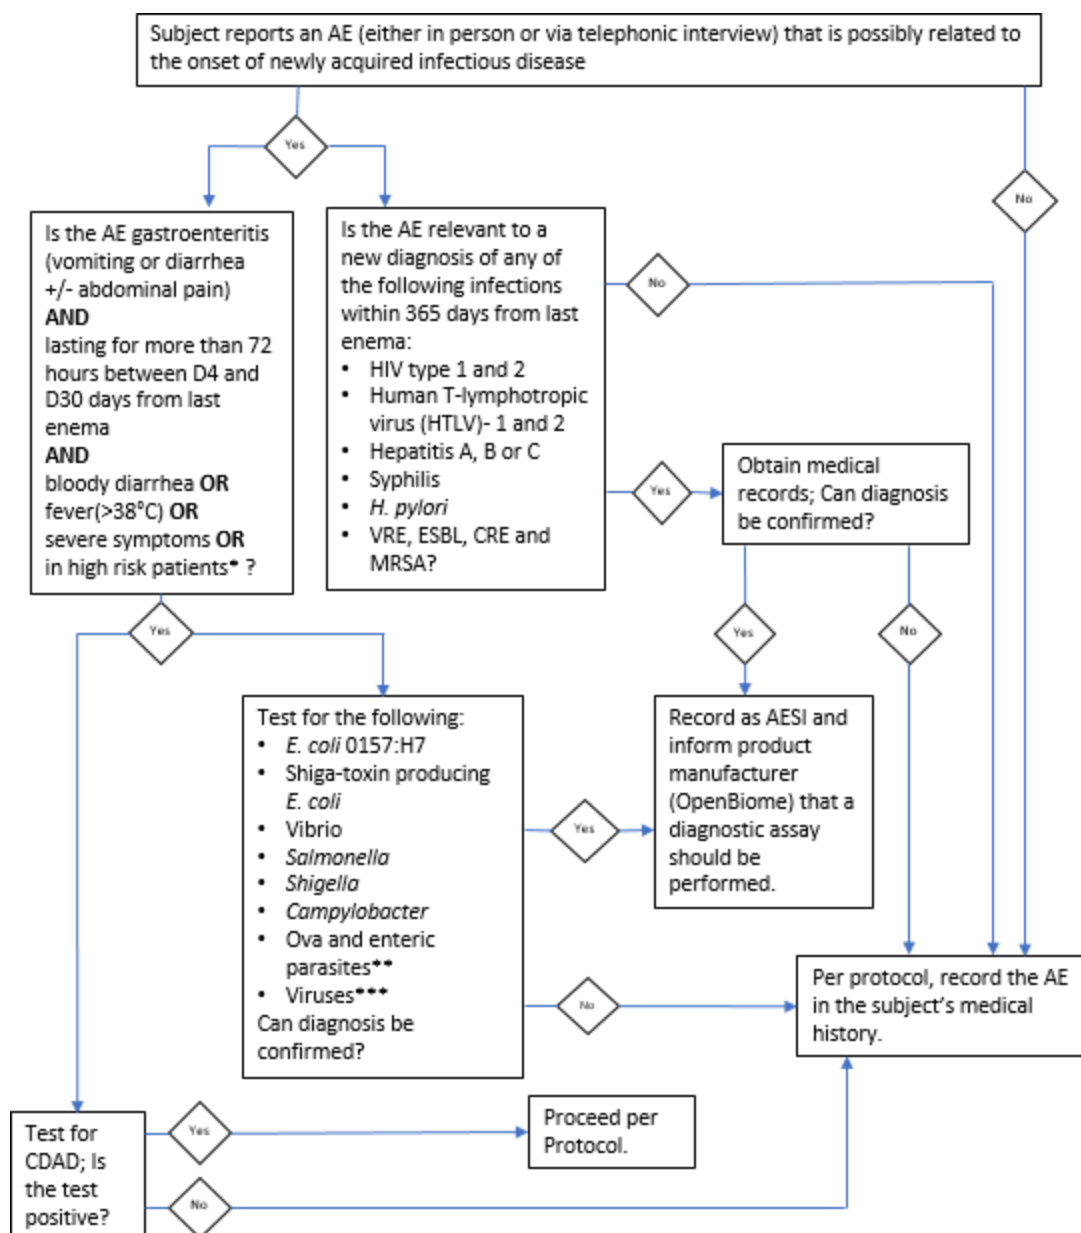 Subject reports an AE (either in person or via telephonic interview) that is possibly related to
the onset of newly acquired infectious disease
Yes
No
Is the AE gastroenteritis
(vomiting or diarrhea
+/- abdominal pain)
AND
lasting for more than 72
hours between D4 and
D30 days from last
enema
AND
bloody diarrhea OR
fever(>38°C) OR
severe symptoms OR
in high risk patients* ?
Is the AE relevant to a
new diagnosis of any of
the following infections
within 365 days from last
enema:
• HIV type 1 and 2
• Human T-lymphotropic
virus (HTLV)- 1 and 2
• Hepatitis A, B or C
• Syphilis
• H. pylori
• VRE, ESBL, CRE and
MRSA?
No
Yes
Obtain medical
records; Can diagnosis
be confirmed?
Yes
Yes
No
Test for the following:
• E. coli 0157:H7
• Shiga-toxin producing
E. coli
• Vibrio
• Salmonella
• Shigella
• Campylobacter
• Ova and enteric
parasites**
• Viruses***
Can diagnosis be
confirmed?
Yes
Record as AESI and
inform product
manufacturer
(OpenBiome) that a
diagnostic assay
should be
performed.
No
Per protocol, record the AE
in the subject's medical
history.
Test for
CDAD; Is
the test
positive?
Yes
Proceed per
Protocol.
No